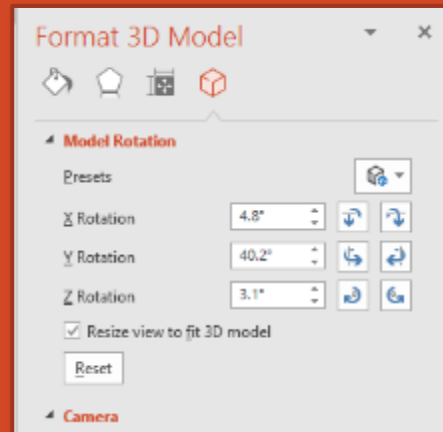 Format 3D Model
Model Rotation
Presets
X Rotation 4.8°
Y Rotation 40.2°
Z Rotation 3.1°
Resize view to fit 3D model
Reset
Camera